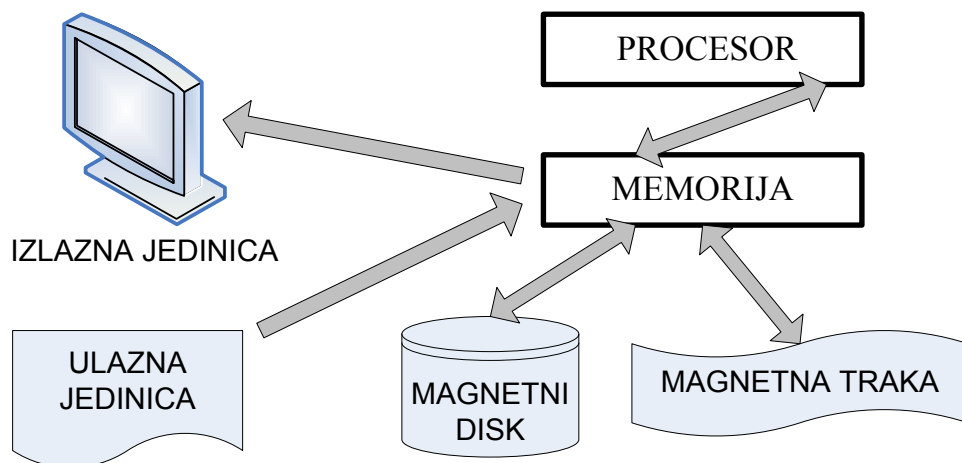 PROCESOR
MEMORIJA
IZLAZNA JEDINICA
ULAZNA
JEDINICA
MAGNETNI
DISK
MAGNETNA TRAKA